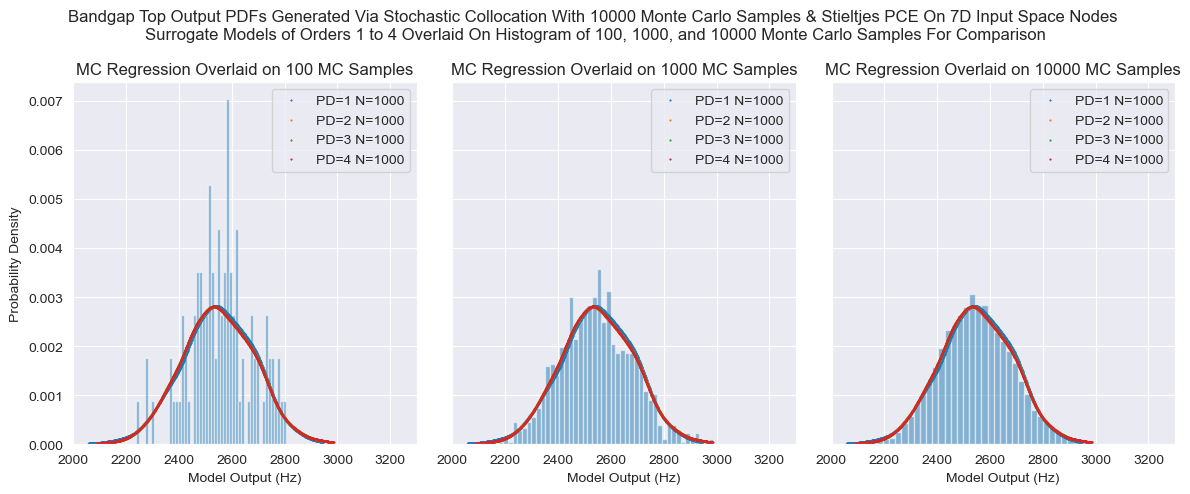 Bandgap Top Output PDFs Generated Via Stochastic Collocation With 10000 Monte Carlo Samples & Stieltjes PCE On 7D Input Space Nodes
Surrogate Models of Orders 1 to 4 Overlaid On Histogram of 100, 1000, and 10000 Monte Carlo Samples For Comparison
MC Regression Overlaid on 100 MC Samples
MC Regression Overlaid on 1000 MC Samples
MC Regression Overlaid on 10000 MC Samples
PD=1 N=1000
PD=2 N=1000
PD=3 N=1000
PD=4 N=1000
PD=1 N=1000
PD=2 N=1000
PD=3 N=1000
PD=4 N=1000
PD=1 N=1000
PD=2 N=1000
PD=3 N=1000
PD=4 N=1000
Probability Density
0.007
0.006
0.005
0.004
0.003
0.002
0.001
0.000
2000 2200 2400 2600 2800 3000 3200
2000 2200 2400 2600 2800 3000 3200
2000 2200 2400 2600 2800 3000 3200
Model Output (Hz)
Model Output (Hz)
Model Output (Hz)